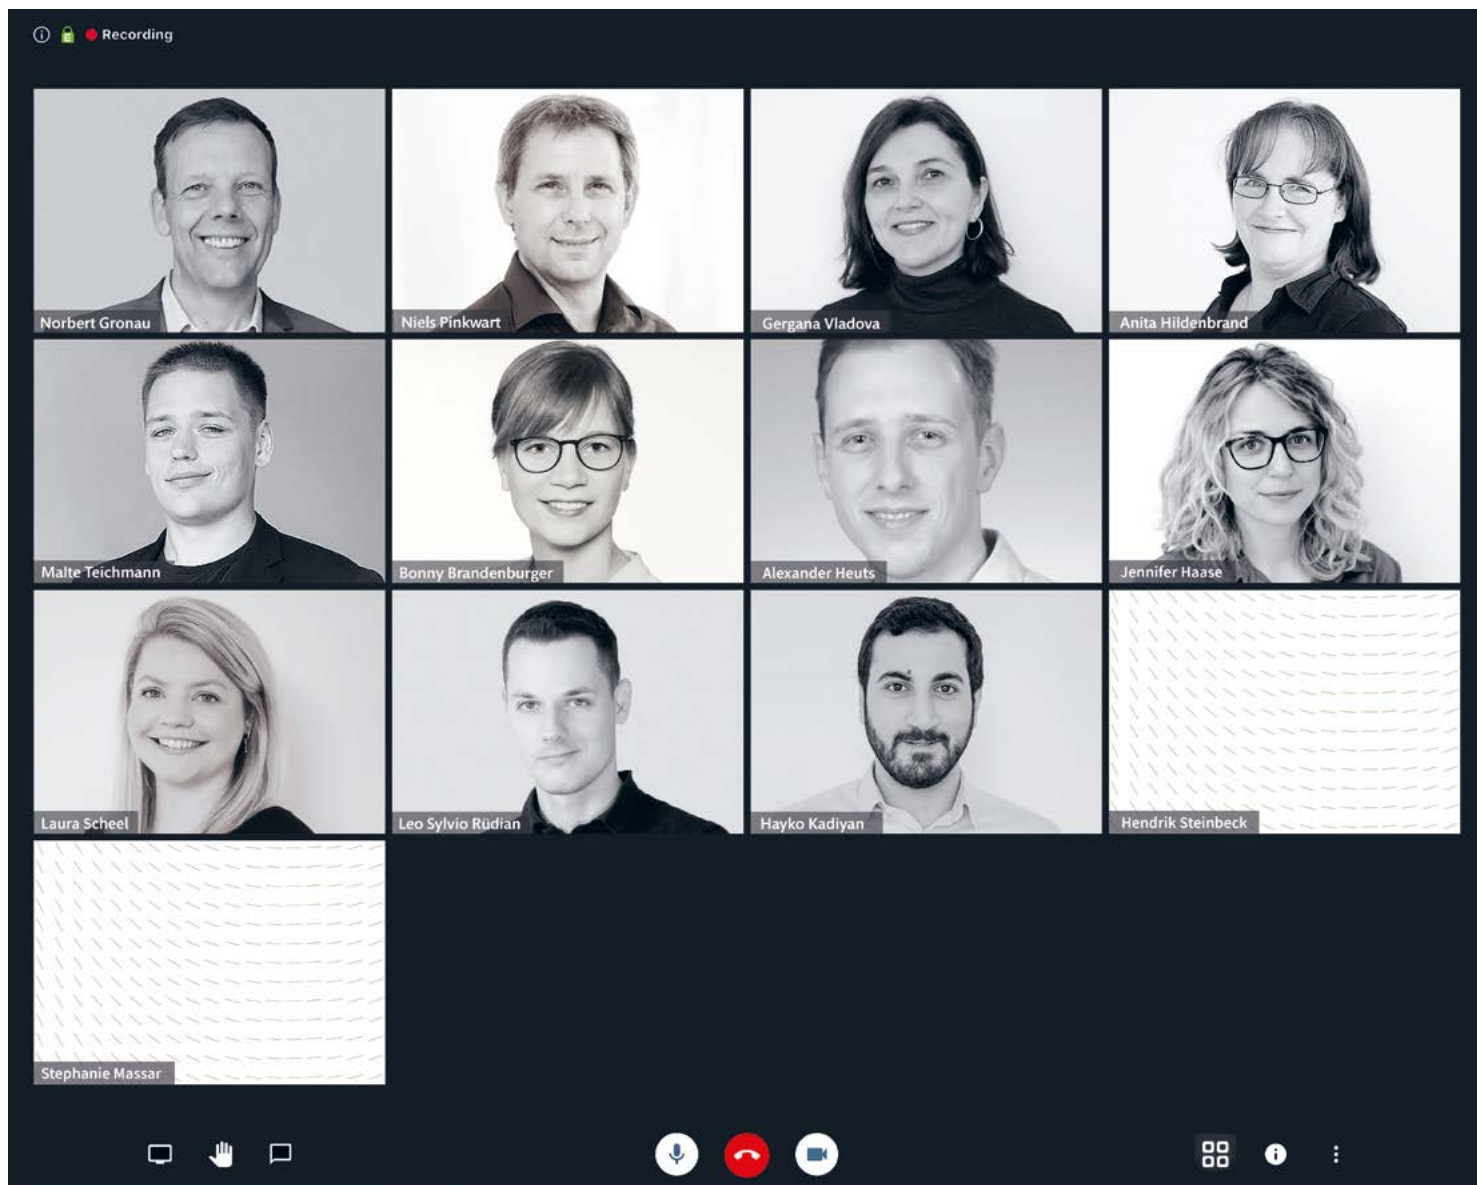 Recording
Norbert Gronau
Niels Pinkwart
Gergana Vladova
Anita Hildenbrand
Malte Teichmann
Bonny Brandenburger
Alexander Heuts
Jennifer Haase
Laura Scheel
Leo Sylvio Rüdian
Hayko Kadiyan
Hendrik Steinbeck
Stephanie Massar